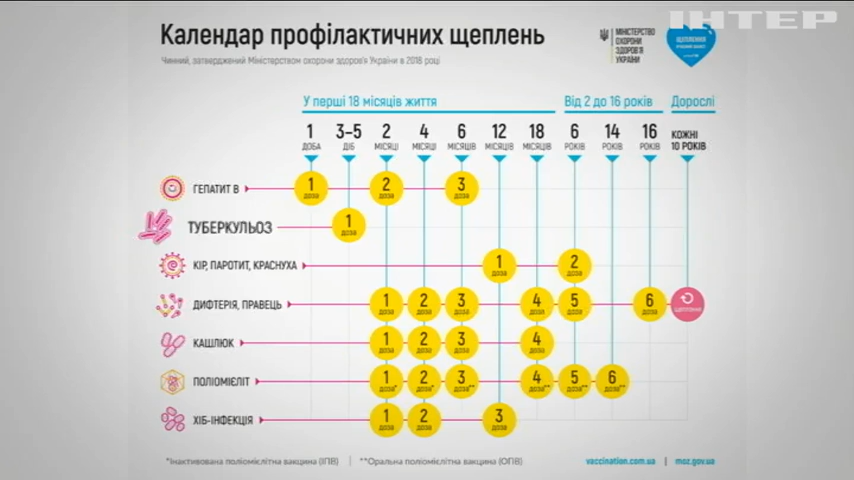 ІНТЕР
Календар профілактичних щеплень
Чинний, затверджений Міністерством охорони здоров'я України в 2018 році
МІНІСТЕРСТВО
ОХОРОНИ
ЗДОРОВ'Я
УКРАЇНИ
У перші 18 місяців життя Від 2 до 16 років Дорослі
1 3–5 2 4 6 12 18 6 14 16 КОЖНІ
ДОБА ДІБ МІСЯЦІ МІСЯЦІ МІСЯЦІВ МІСЯЦІВ МІСЯЦІВ РОКІВ РОКІВ РОКІВ 10 РОКІВ
ГЕПАТИТ В 1 доза 2 доза 3 доза
ТУБЕРКУЛЬОЗ 1 доза
КІР, ПАРОТИТ, КРАСНУХА 1 доза 2 доза
ДИФТЕРІЯ, ПРАВЕЦЬ 1 доза 2 доза 3 доза 4 доза 5 доза 6 доза щеплення
КАШЛЮК 1 доза 2 доза 3 доза 4 доза
ПОЛІОМІЄЛІТ 1 доза* 2 доза* 3 доза** 4 доза** 5 доза** 6 доза**
ХІБ-ІНФЕКЦІЯ 1 доза 2 доза 3 доза
*Інактивована поліомієлітна вакцина (ІПВ) | **Оральна поліомієлітна вакцина (ОПВ) vaccination.com.ua | moz.gov.ua